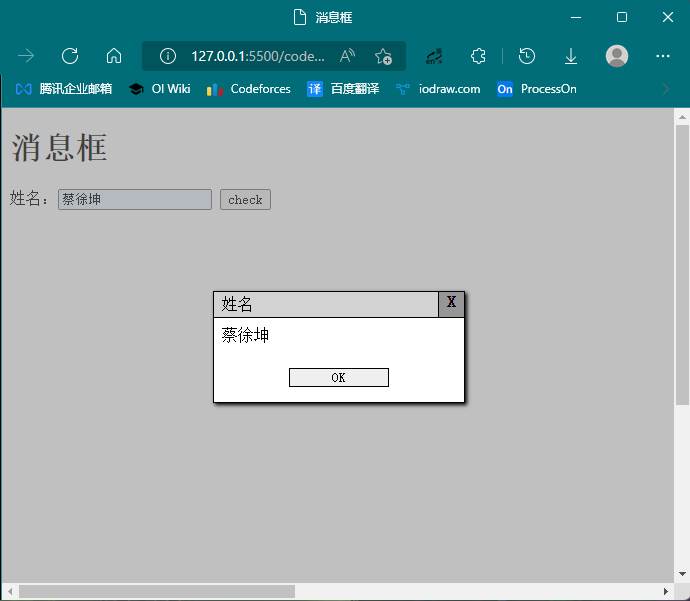 消息框
127.0.0.1:5500/code...
腾讯企业邮箱 OI Wiki Codeforces 译 百度翻译 iodraw.com On ProcessOn
消息框
姓名： 蔡徐坤 check
姓名 X
蔡徐坤
OK